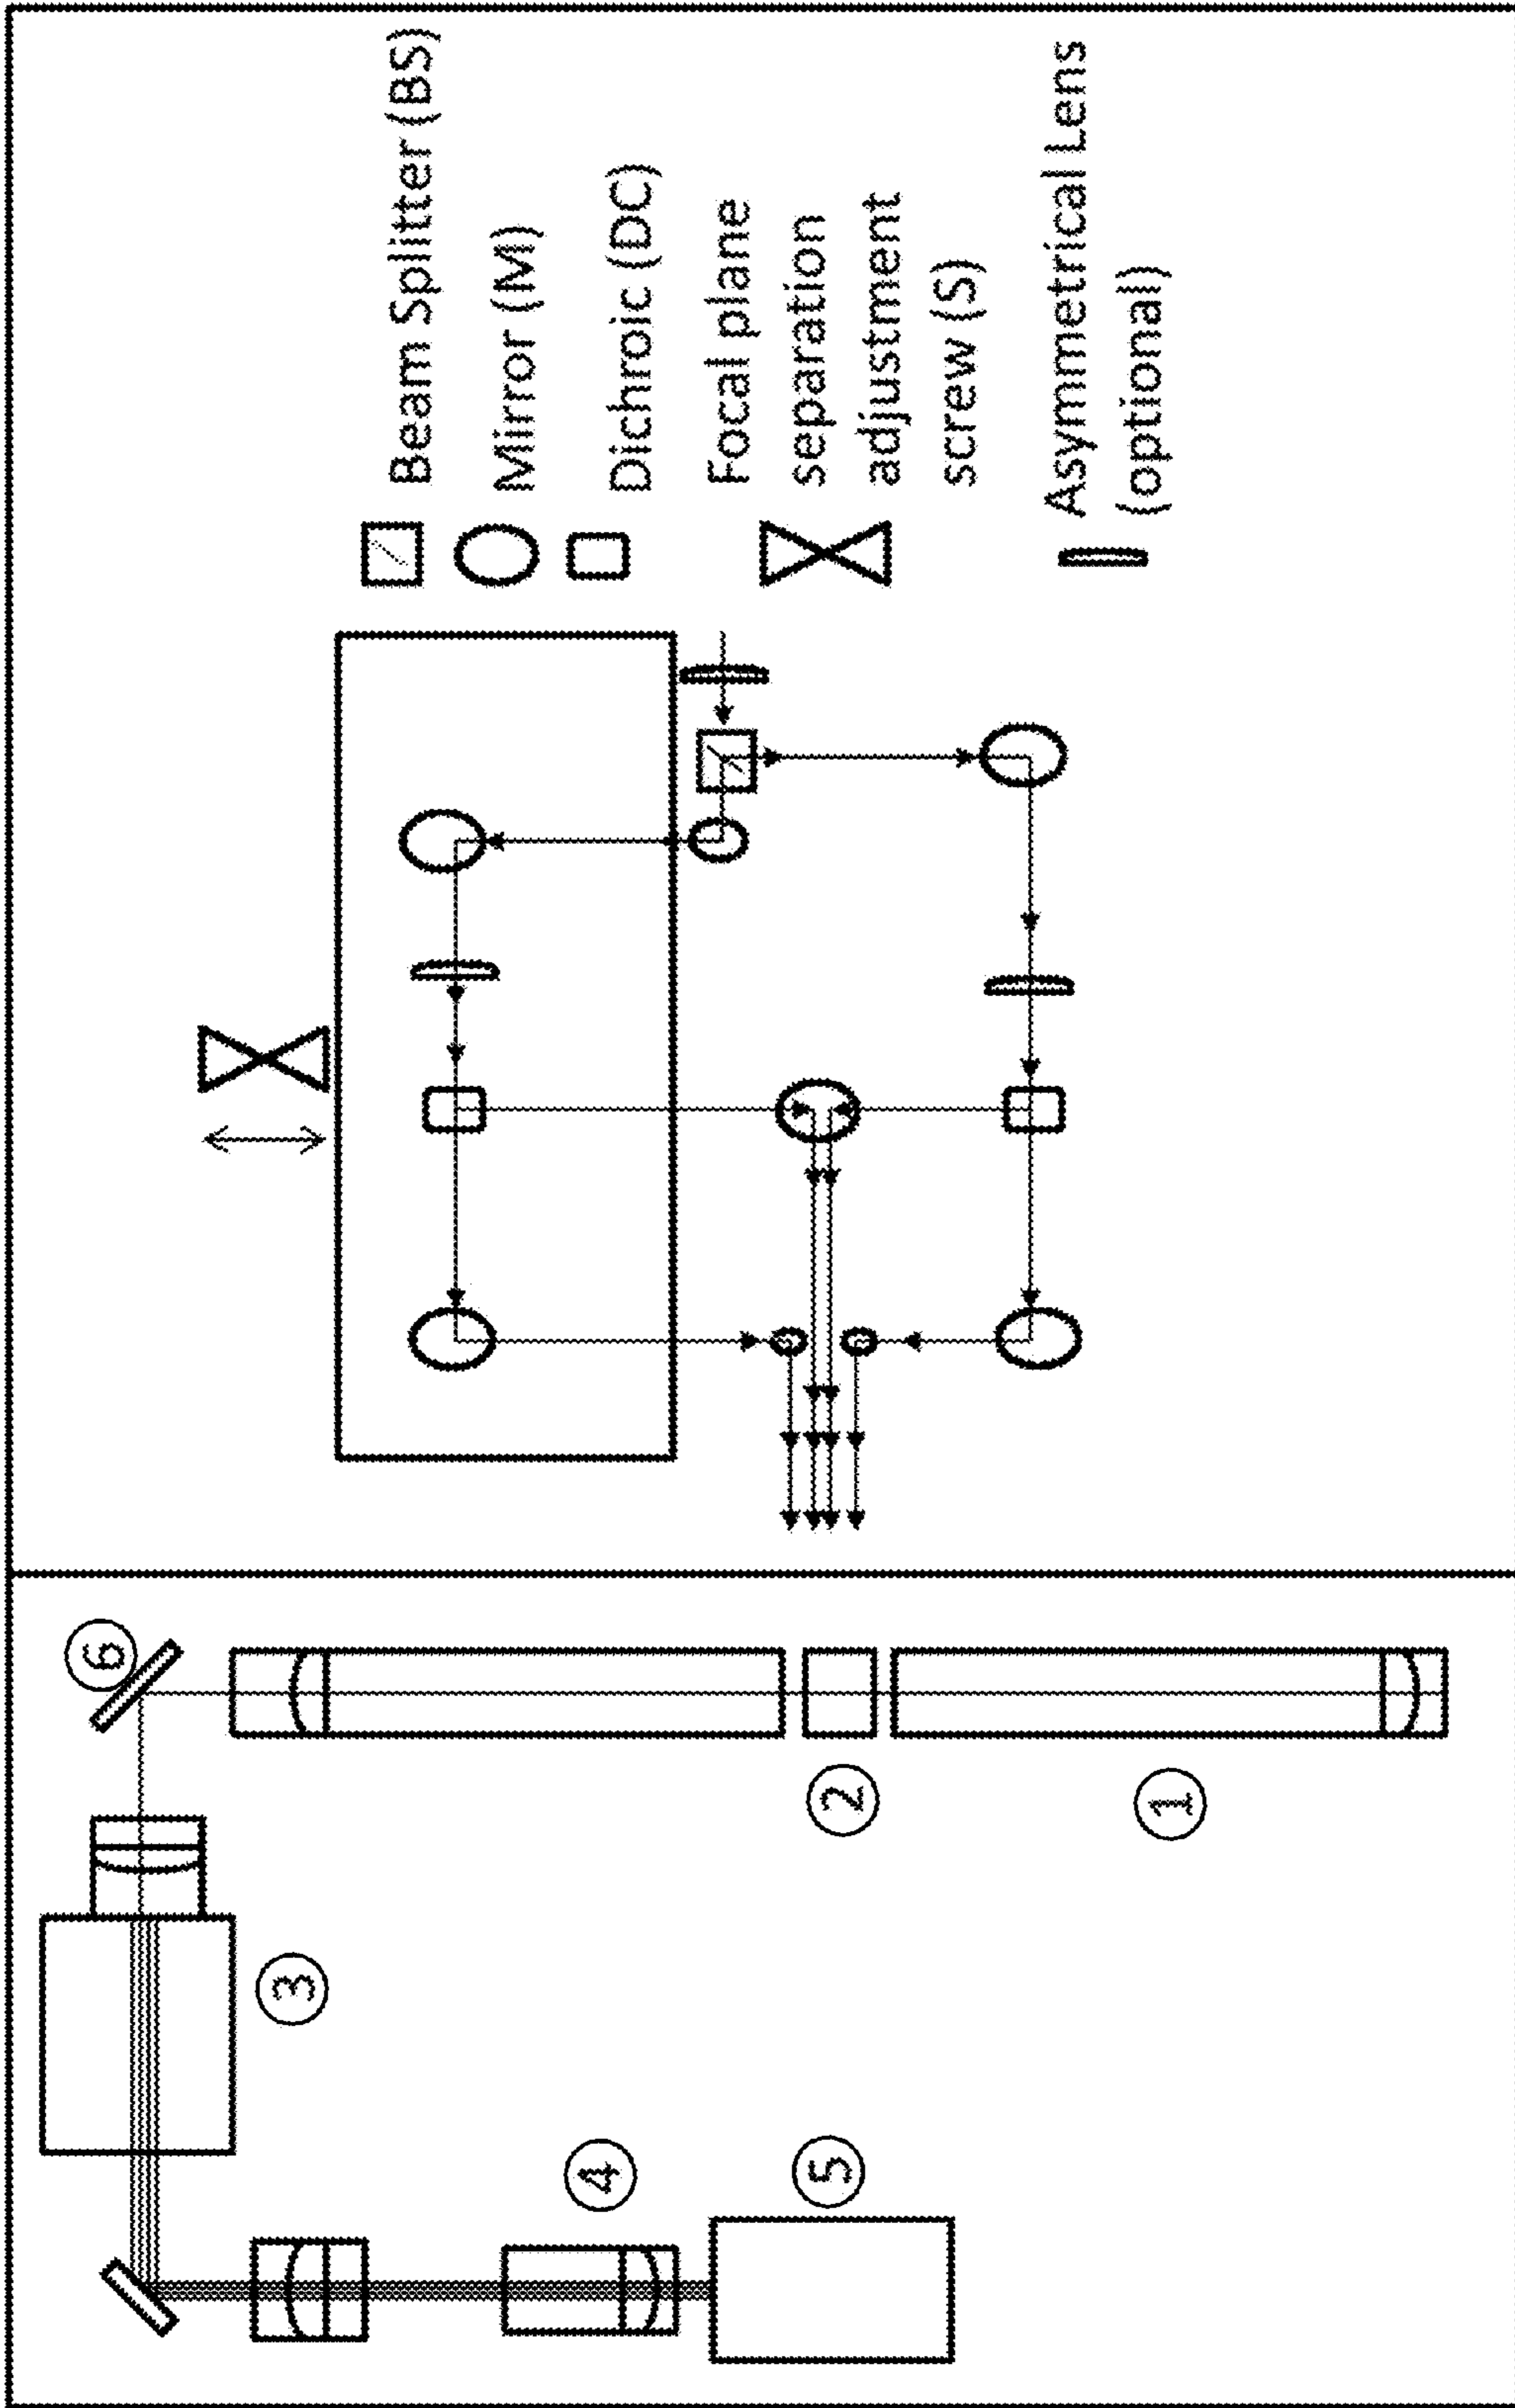 6
3
4
5
2
1
Beam Splitter (BS)
Mirror (M)
Dichroic (DC)
Focal plane
separation
adjustment
screw (S)
Asymmetrical Lens
(optional)